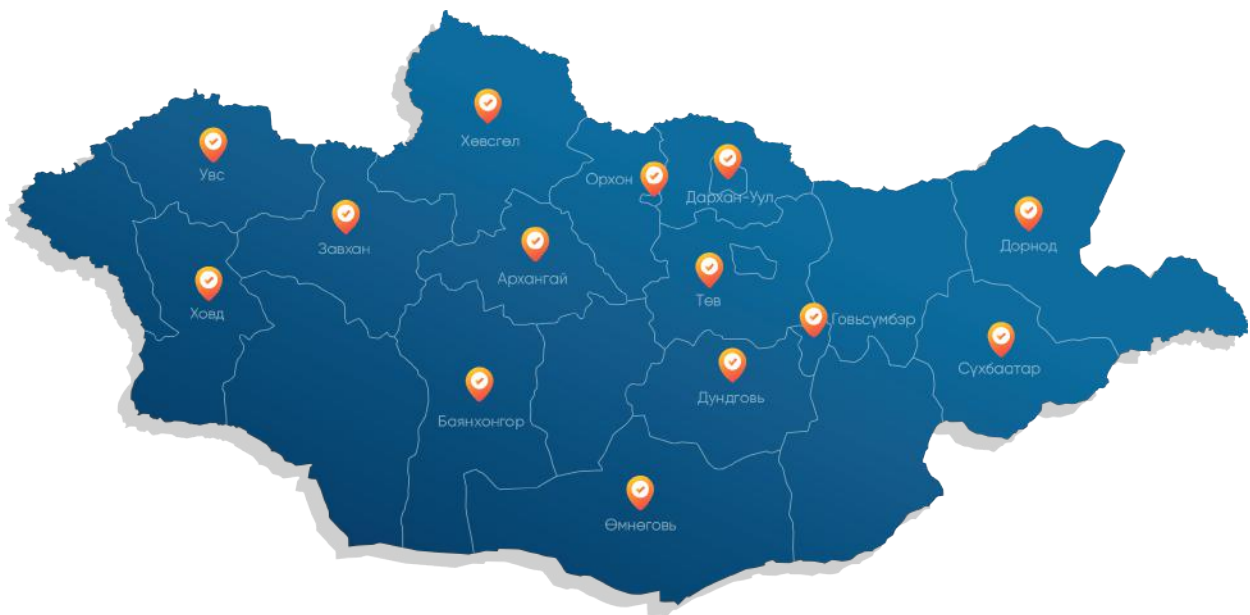 Хөвсгөл
Увс
Орхон
Дархан-Уул
Завхан
Дорнод
Архангай
Ховд
Төв
Говьсүмбэр
Сүхбаатар
Дундговь
Баянхонгор
Өмнөговь